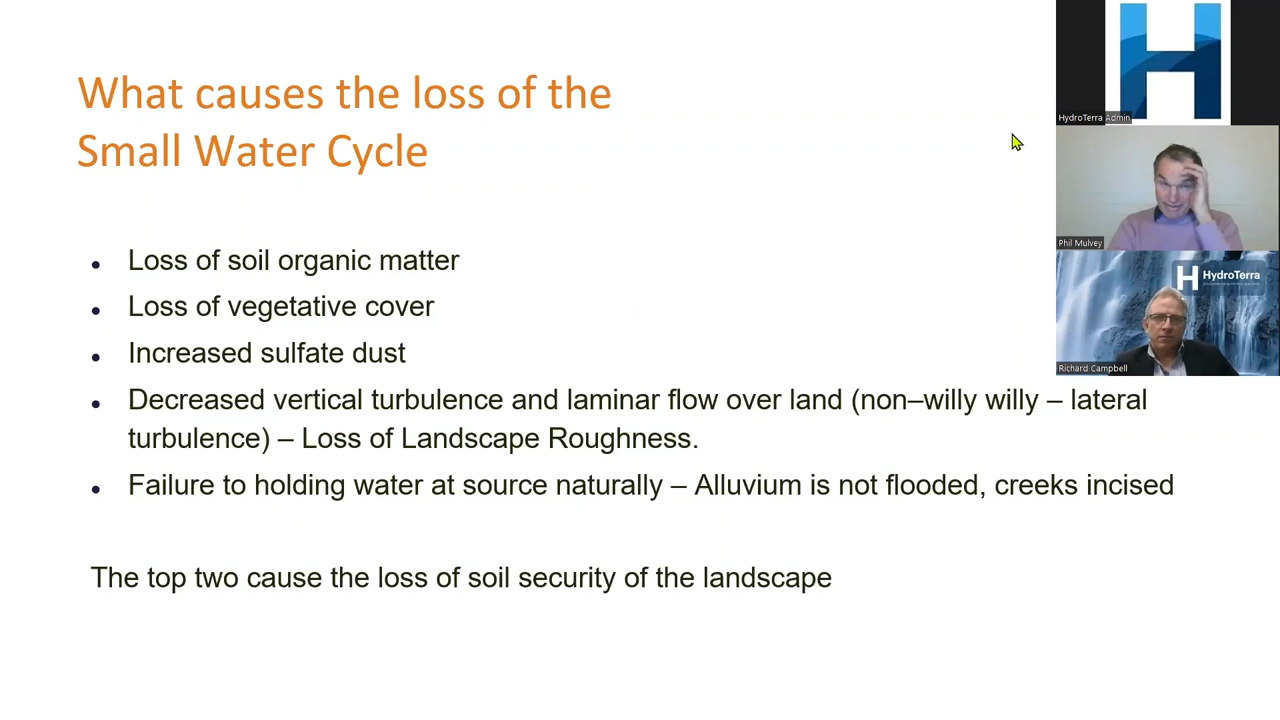 What causes the loss of the
Small Water Cycle
Loss of soil organic matter
Loss of vegetative cover
Increased sulfate dust
Decreased vertical turbulence and laminar flow over land (non–willy willy – lateral
turbulence) – Loss of Landscape Roughness.
Failure to holding water at source naturally – Alluvium is not flooded, creeks incised
The top two cause the loss of soil security of the landscape
H
HydroTerra Admin
Phil Mulvey
H HydroTerra
Richard Campbell